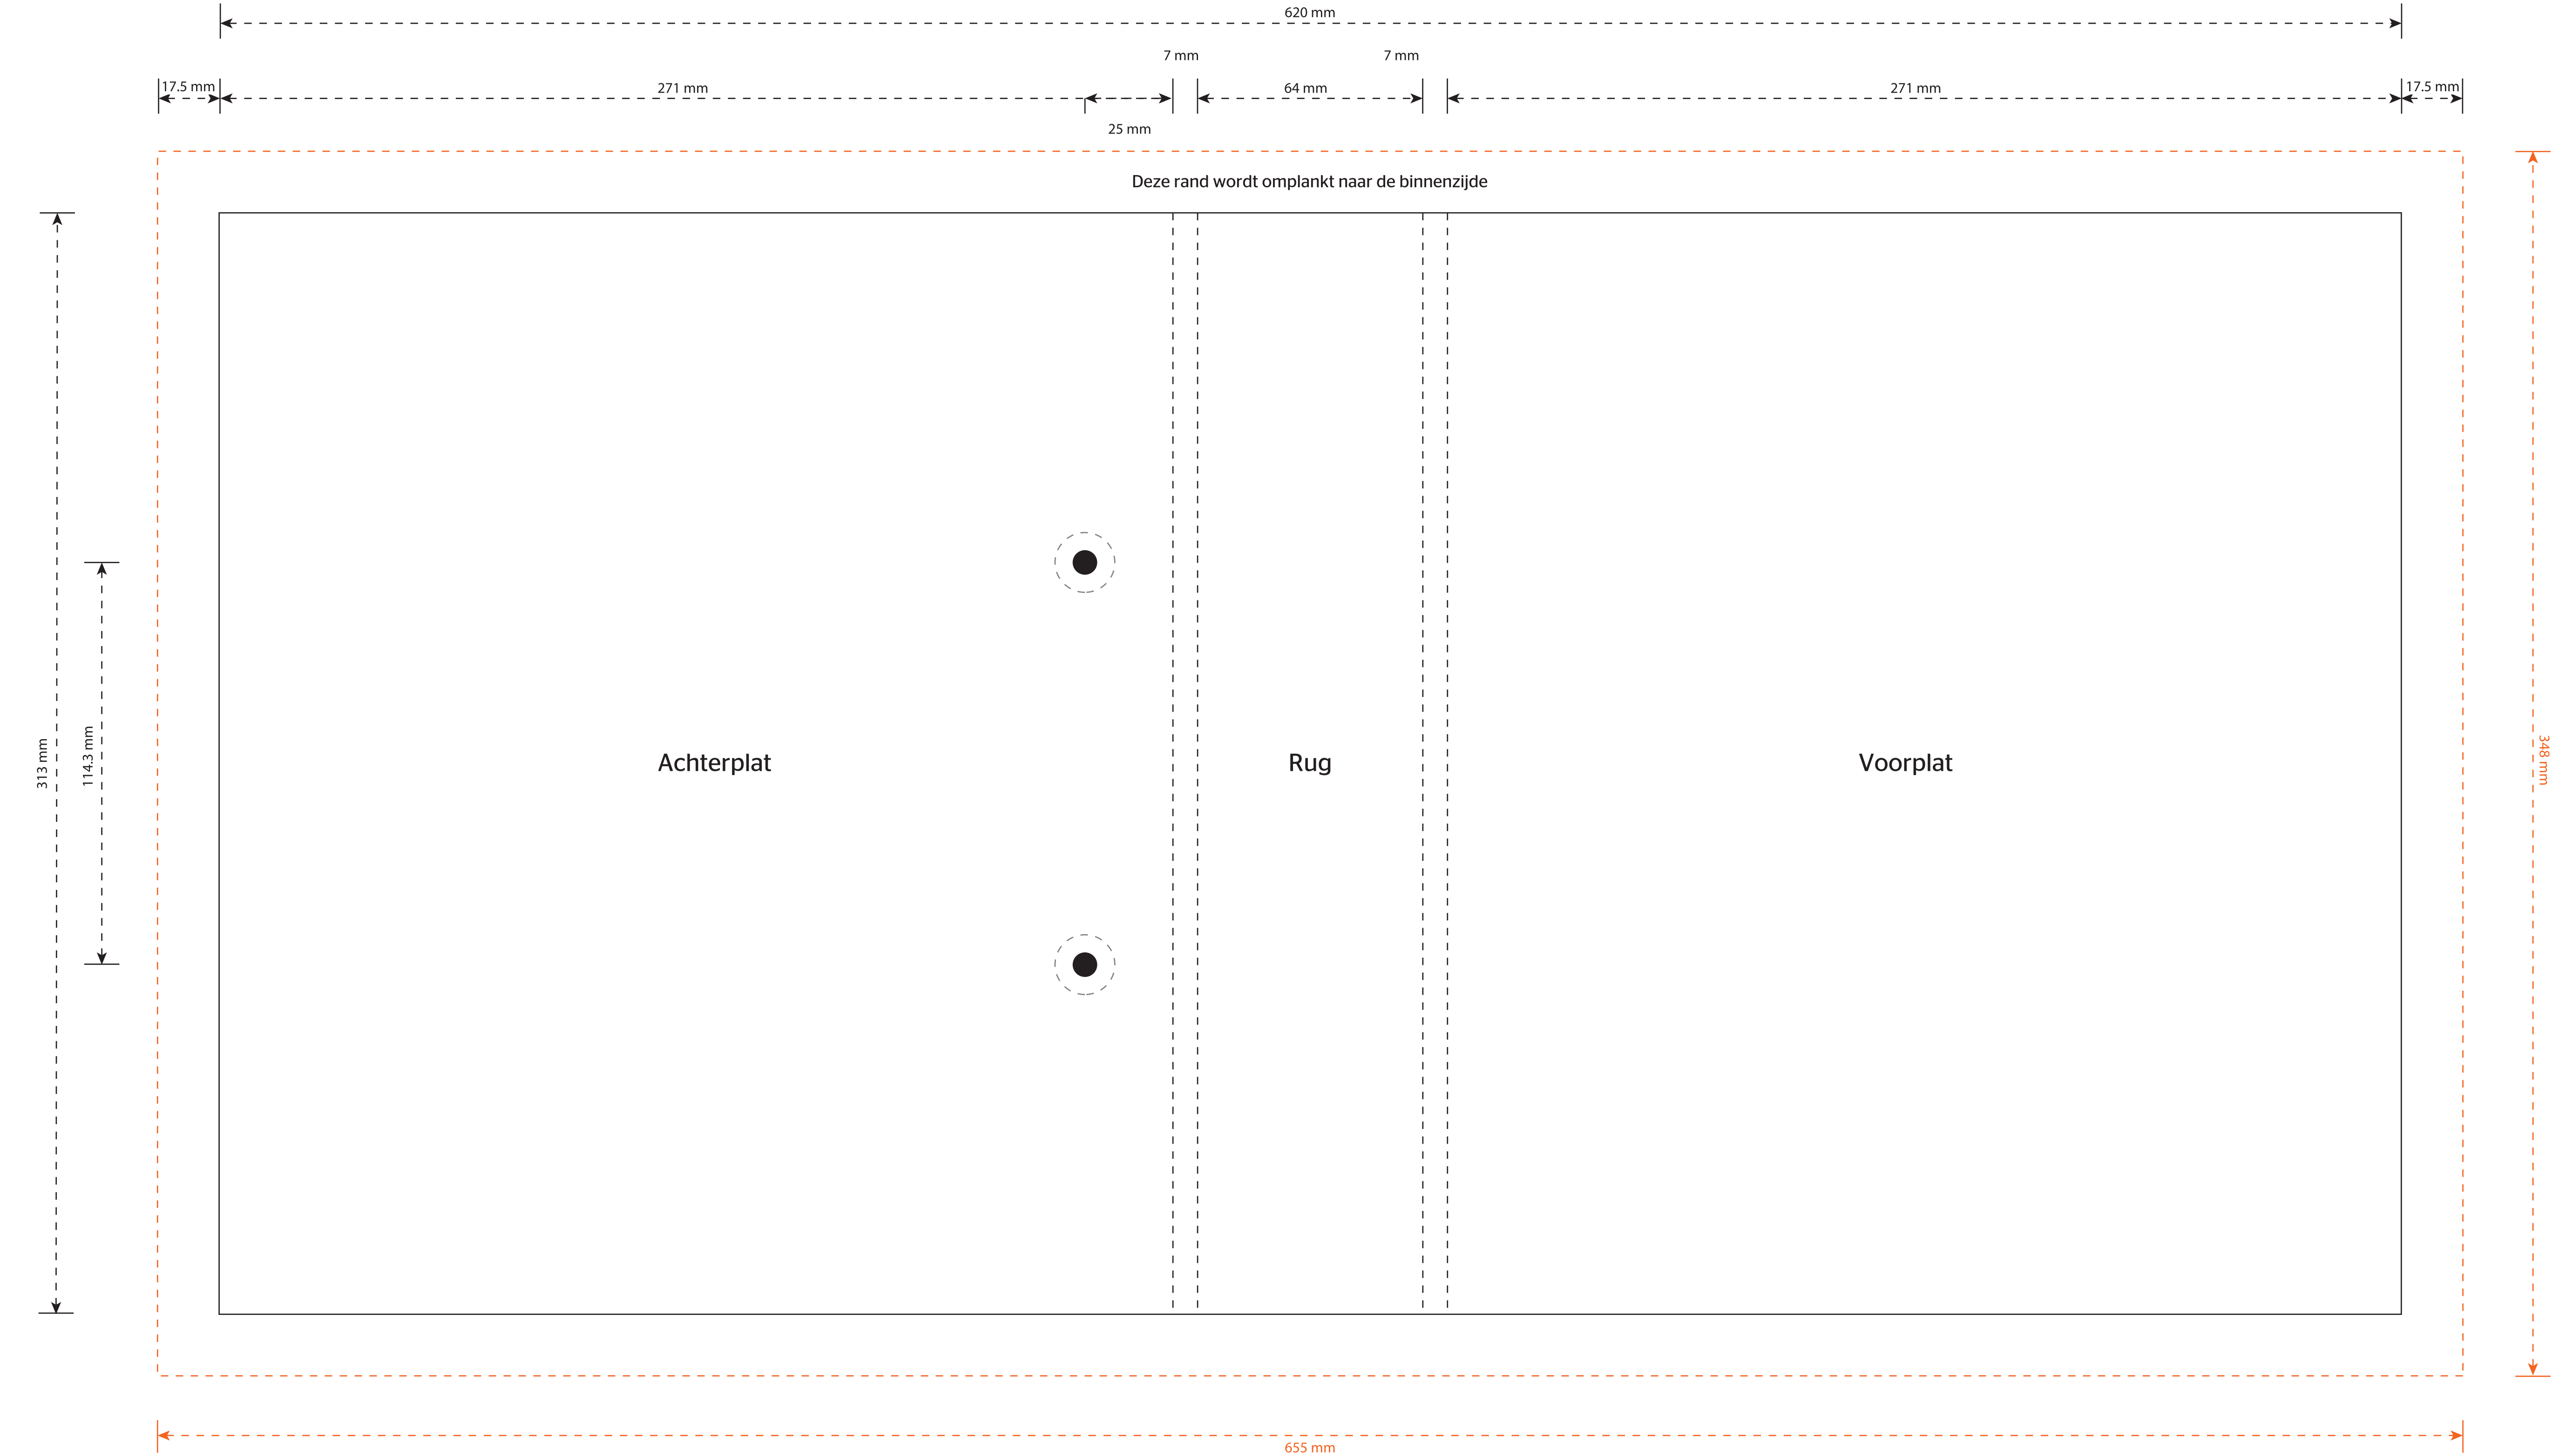 620 mm
7 mm
7 mm
17.5 mm
271 mm
64 mm
271 mm
17.5 mm
25 mm
Deze rand wordt omplankt naar de binnenzijde
313 mm
114.3 mm
Achterplat
Rug
Voorplat
348 mm
655 mm